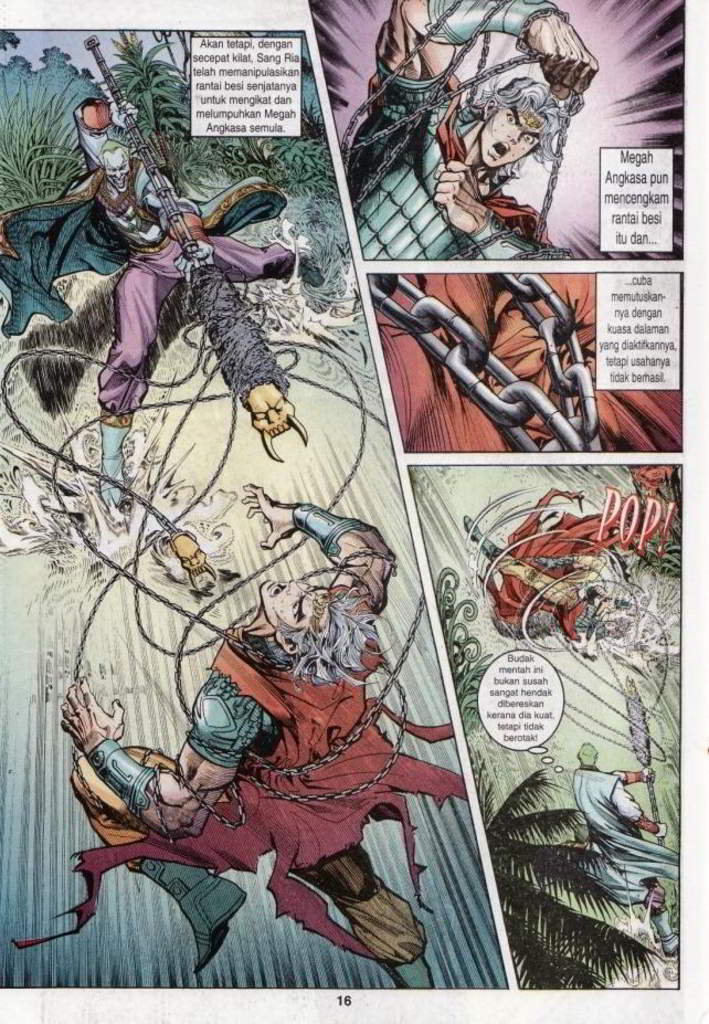 Akan tetapi, dengan
secepat kilat, Sang Ria
telah memanipulasikan
rantai besi senjatanya
untuk mengikat dan
melumpuhkan Megah
Angkasa semula.
Megah
Angkasa pun
mencengkam
rantai besi
itu dan...
...cuba
memutuskan-
nya dengan
kuasa dalaman
yang diaktifkannya,
tetapi usahanya
tidak berhasil.
POP!
Budak
mentah ini
bukan susah
sangat hendak
dibereskan
kerana dia kuat,
tetapi berotak!
16